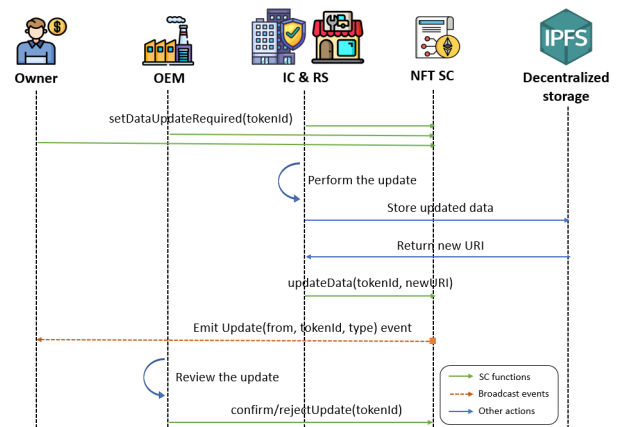 IPFS
Owner
OEM
IC & RS
NFT SC
Decentralized
storage
setDataUpdateRequired(tokenId)
Perform the update
Store updated data
Return new URI
updateData(tokenId, newURI)
Emit Update(from, tokenId, type) event
Review the update
confirm/rejectUpdate(tokenId)
SC functions
Broadcast events
Other actions